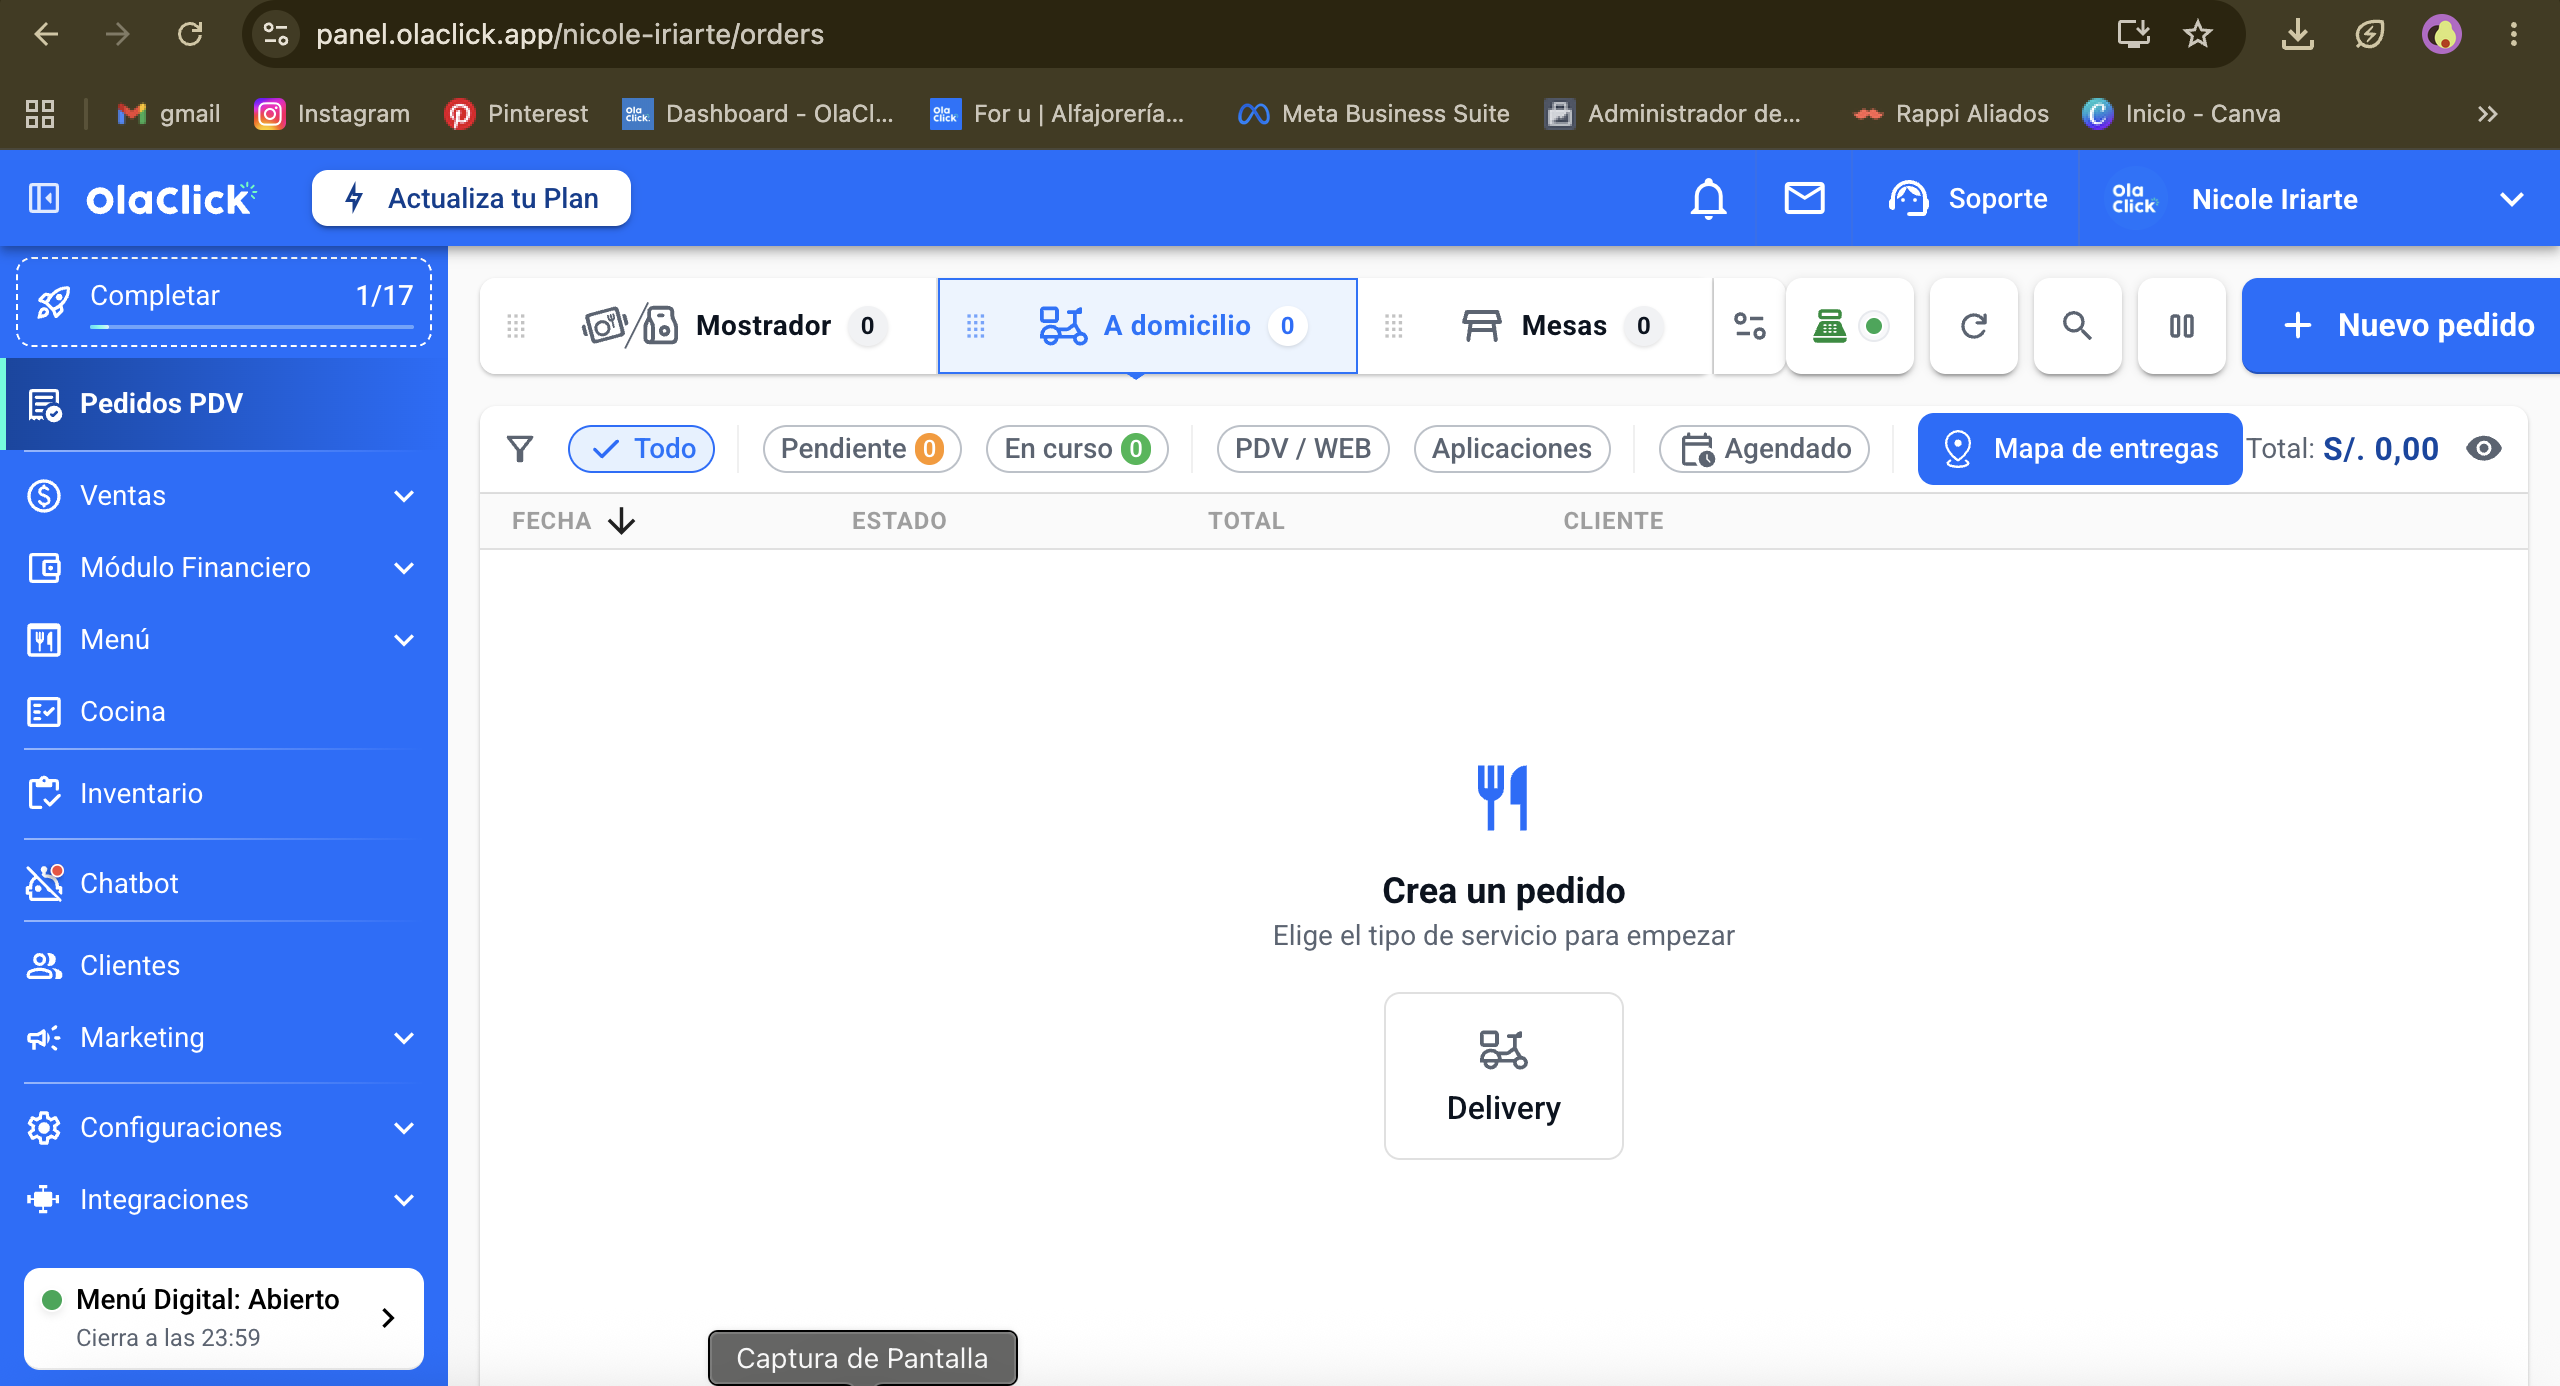 panel.olaclick.app/nicole-iriarte/orders
gmail
Instagram
Pinterest
Dashboard - OlaCl...
For u | Alfajorería...
Meta Business Suite
Administrador de...
Rappi Aliados
Inicio - Canva
olaclick
Actualiza tu Plan
Soporte
Ola Click
Nicole Iriarte
Completar 1/17
Pedidos PDV
Ventas
Módulo Financiero
Menú
Cocina
Inventario
Chatbot
Clientes
Marketing
Configuraciones
Integraciones
Menú Digital: Abierto
Cierra a las 23:59
Mostrador 0
A domicilio 0
Mesas 0
+ Nuevo pedido
Todo
Pendiente 0
En curso 0
PDV / WEB
Aplicaciones
Agendado
Mapa de entregas
Total: S/. 0,00
FECHA ESTADO TOTAL CLIENTE
Crea un pedido
Elige el tipo de servicio para empezar
Delivery
Captura de Pantalla